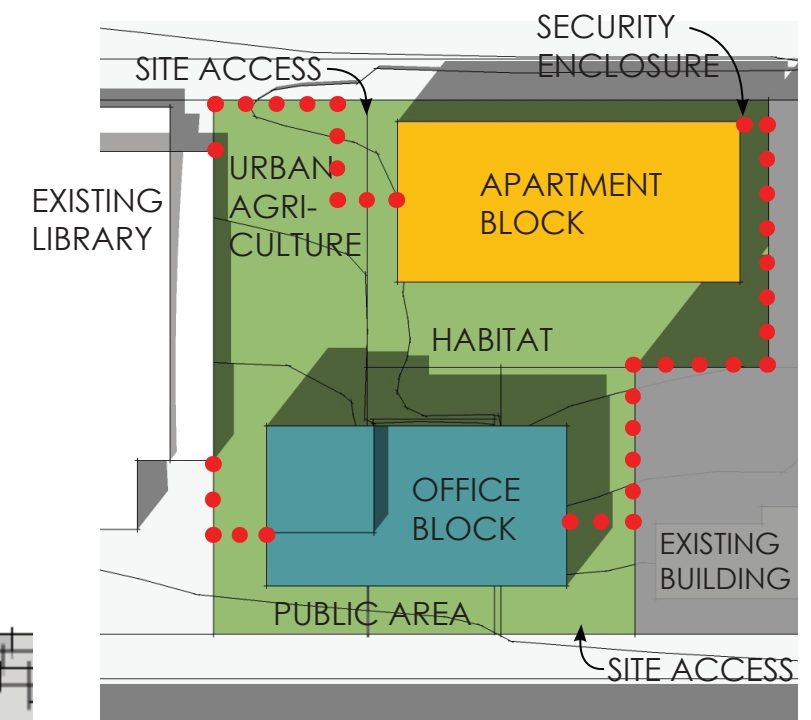 SECURITY
ENCLOSURE
SITE ACCESS
URBAN
AGRI-
CULTURE
APARTMENT
BLOCK
EXISTING
LIBRARY
HABITAT
OFFICE
BLOCK
EXISTING
BUILDING
PUBLIC AREA
SITE ACCESS